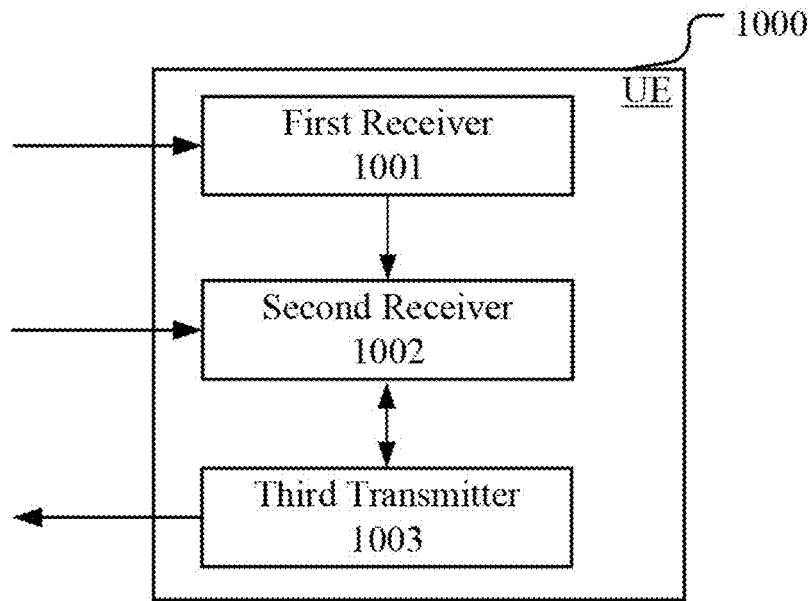 1000
UE
First Receiver
1001
Second Receiver
1002
Third Transmitter
1003